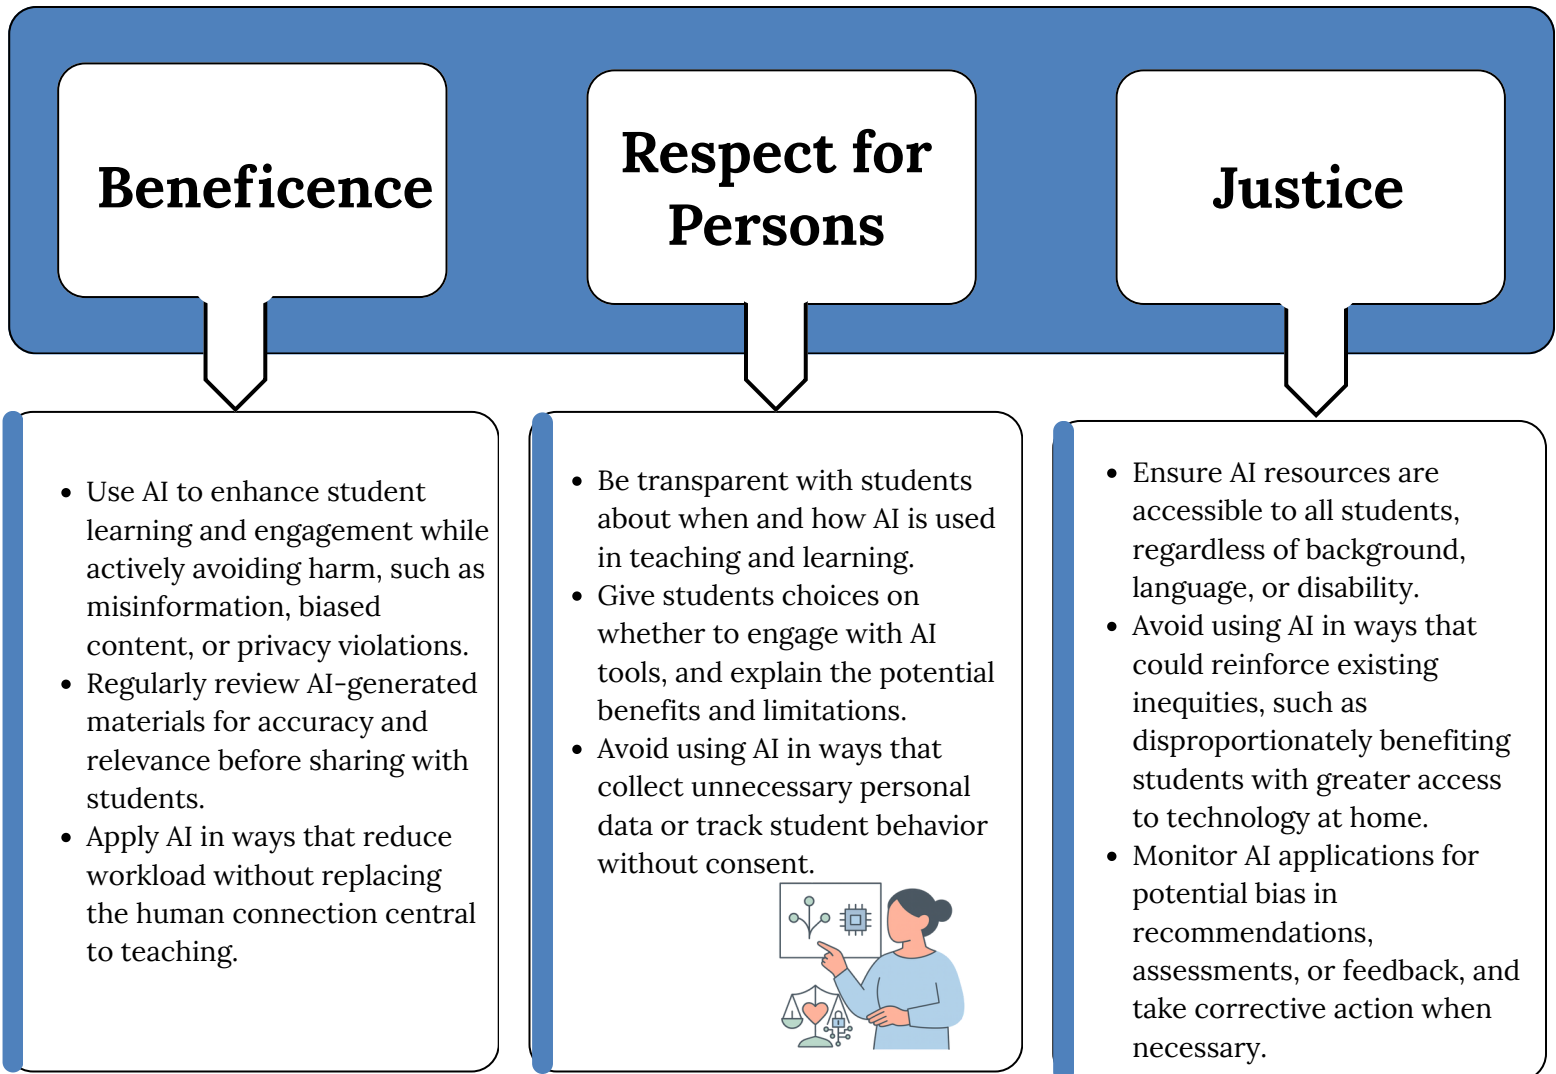 Beneficence
Respect for
Persons
Justice
• Use AI to enhance student
learning and engagement while
actively avoiding harm, such as
misinformation, biased
content, or privacy violations.
• Regularly review AI-generated
materials for accuracy and
relevance before sharing with
students.
• Apply AI in ways that reduce
workload without replacing
the human connection central
to teaching.
• Be transparent with students
about when and how AI is used
in teaching and learning.
• Give students choices on
whether to engage with AI
tools, and explain the potential
benefits and limitations.
• Avoid using AI in ways that
collect unnecessary personal
data or track student behavior
without consent.
• Ensure AI resources are
accessible to all students,
regardless of background,
language, or disability.
• Avoid using AI in ways that
could reinforce existing
inequities, such as
disproportionately benefiting
students with greater access
to technology at home.
• Monitor AI applications for
potential bias in
recommendations,
assessments, or feedback, and
take corrective action when
necessary.